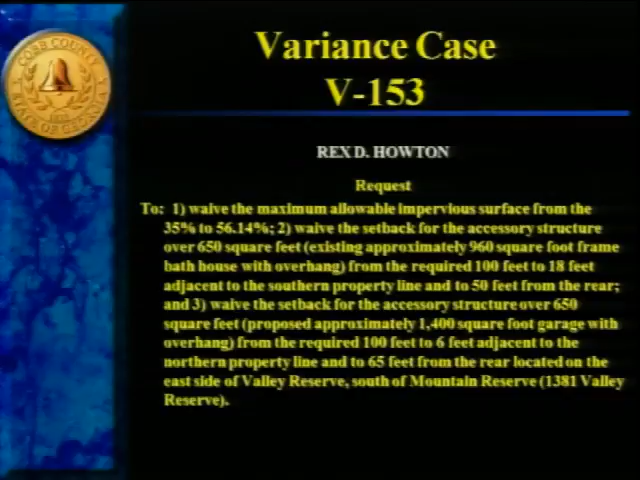 COBB COUNTY
STATE OF GEORGIA
Variance Case
V-153
REX D. HOWTON
Request
To: 1) waive the maximum allowable impervious surface from the
35% to 56.14%; 2) waive the setback for the accessory structure
over 650 square feet (existing approximately 960 square foot frame
bath house with overhang) from the required 100 feet to 18 feet
adjacent to the southern property line and to 50 feet from the rear;
and 3) waive the setback for the accessory structure over 650
square feet (proposed approximately 1,400 square foot garage with
overhang) from the required 100 feet to 6 feet adjacent to the
northern property line and to 65 feet from the rear located on the
east side of Valley Reserve, south of Mountain Reserve (1381 Valley
Reserve).